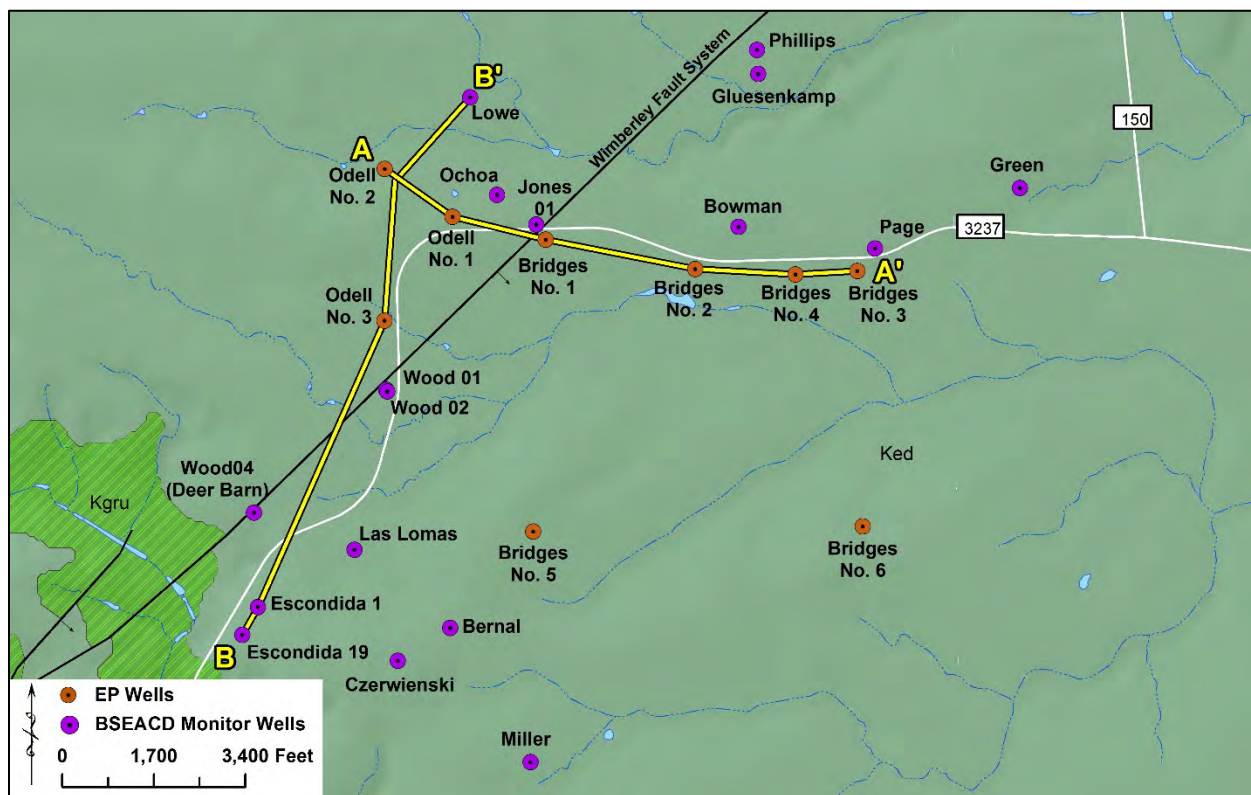 Phillips
Gluesenkamp
Wimberley Fault System
B'
Lowe
150
A
Odell
No. 2
Ochoa
Jones
01
Green
Bowman
Page
3237
Odell
No. 1
Bridges
No. 1
Bridges
No. 2
Bridges
No. 4
A'
Bridges
No. 3
Odell
No. 3
Wood 01
Wood 02
Ked
Wood04
(Deer Barn)
Kgru
Las Lomas
Bridges
No. 5
Bridges
No. 6
Escondida 1
Bernal
B
Escondida 19
Czerwienski
EP Wells
BSEACD Monitor Wells
0 1,700 3,400 Feet
Miller